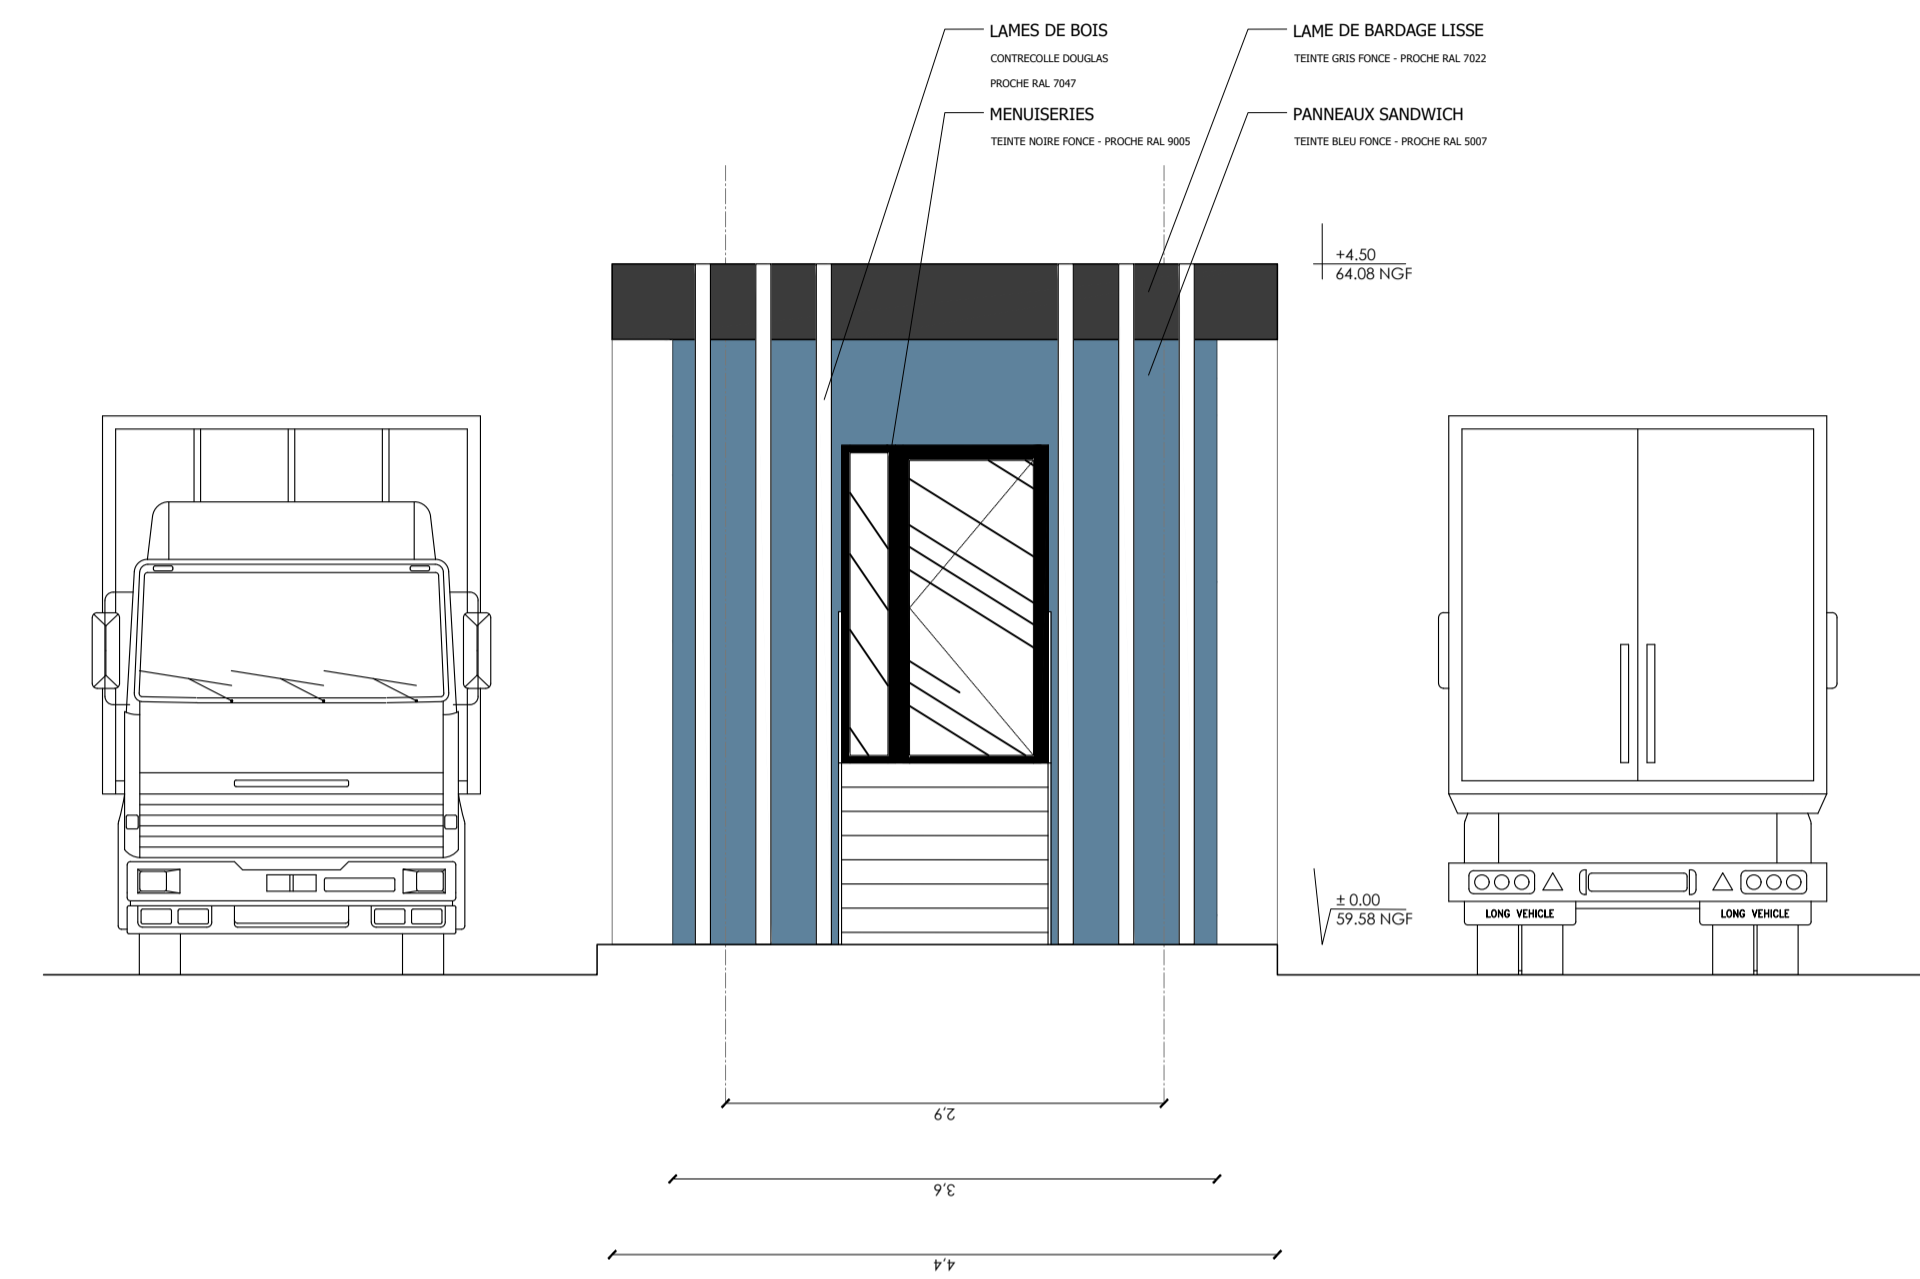 LAMES DE BOIS
CONTRECOLLE DOUGLAS
PROCHE RAL 7047
MENUISERIES
TEINTE NOIRE FONCE - PROCHE RAL 9005
LAME DE BARDAGE LISSE
TEINTE GRIS FONCE - PROCHE RAL 7022
PANNEAUX SANDWICH
TEINTE BLEU FONCE - PROCHE RAL 5007
+4.50
64.08 NGF
± 0.00
59.58 NGF
LONG VEHICLE
LONG VEHICLE
2,9
3,6
4,4